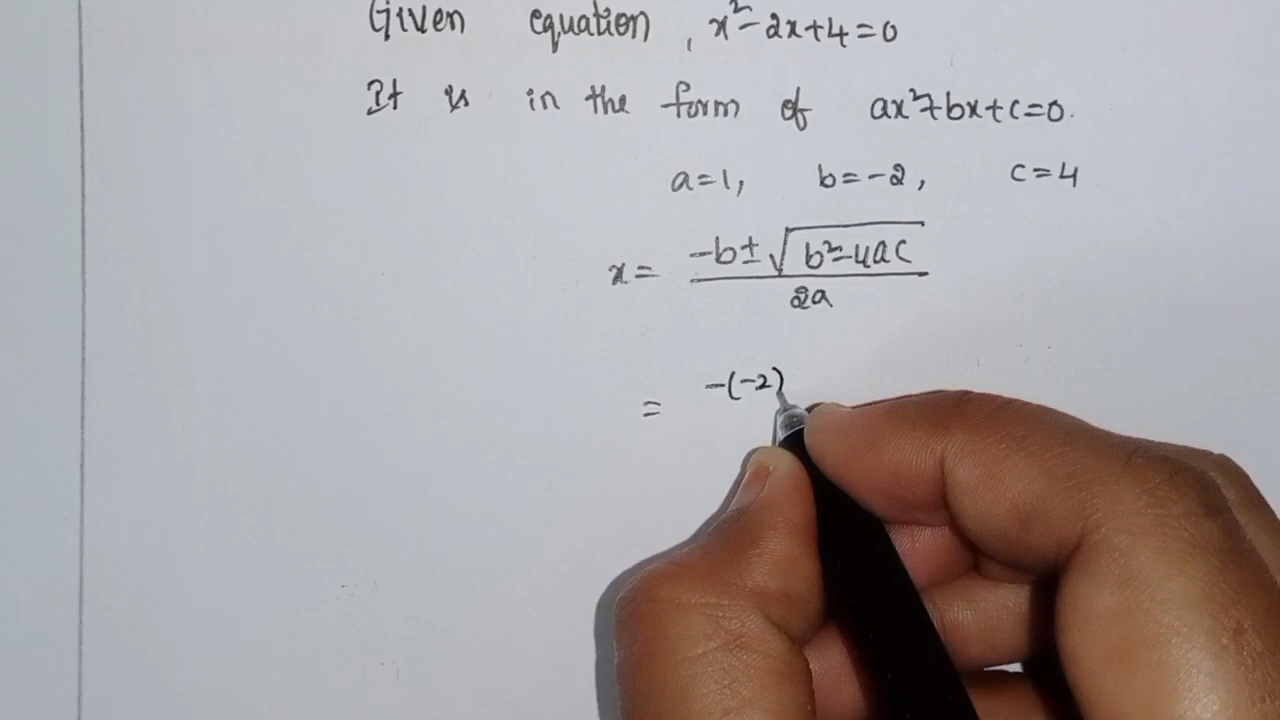 Given equation, x²-2x+4=0
It is in the form of ax²+bx+c=0.
a=1, b=-2, c=4
x= -b±√b²-4ac
2a
= -(-2)